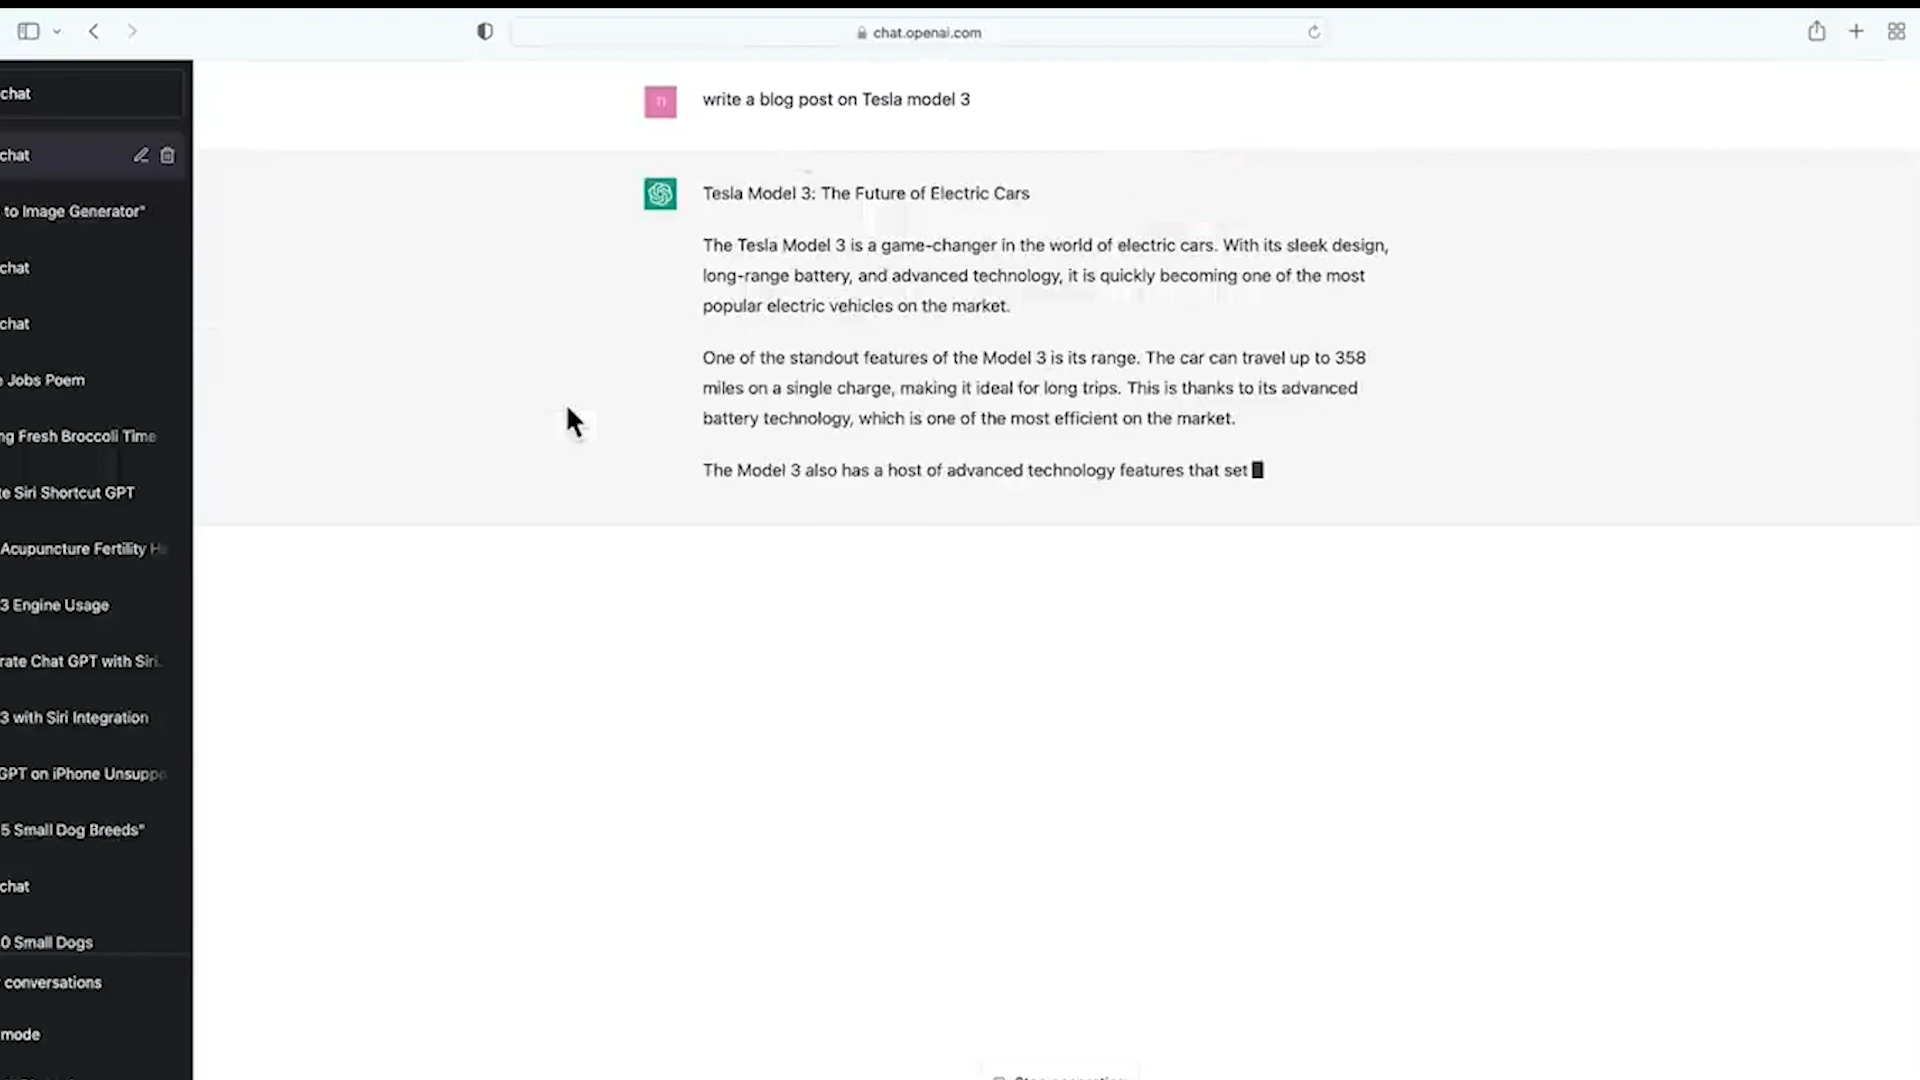 chat.openai.com
chat
chat
to Image Generator"
chat
chat
Jobs Poem
ng Fresh Broccoli Time
te Siri Shortcut GPT
Acupuncture Fertility
3 Engine Usage
rate Chat GPT with Siri.
3 with Siri Integration
GPT on iPhone Unsuppo
5 Small Dog Breeds"
chat
0 Small Dogs
conversations
mode
TI
write a blog post on Tesla model 3
Tesla Model 3: The Future of Electric Cars
The Tesla Model 3 is a game-changer in the world of electric cars. With its sleek design,
long-range battery, and advanced technology, it is quickly becoming one of the most
popular electric vehicles on the market.
One of the standout features of the Model 3 is its range. The car can travel up to 358
miles on a single charge, making it ideal for long trips. This is thanks to its advanced
battery technology, which is one of the most efficient on the market.
The Model 3 also has a host of advanced technology features that set